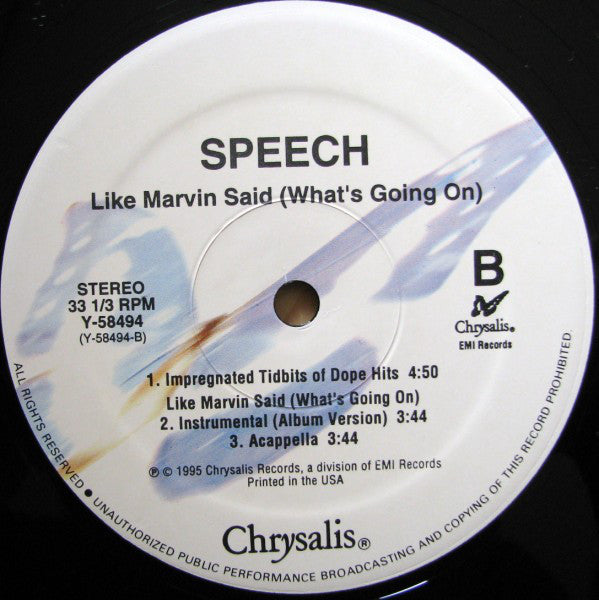 SPEECH
Like Marvin Said (What's Going On)
STEREO
33 1/3 RPM
Y-58494
(Y-58494-B)
B
Chrysalis®
EMI Records
1. Impregnated Tidbits of Dope Hits 4:50
Like Marvin Said (What's Going On)
2. Instrumental (Album Version) 3:44
3. Acappella 3:44
℗ © 1995 Chrysalis Records, a division of EMI Records
Printed in the USA
Chrysalis®
ALL RIGHTS RESERVED ● UNAUTHORIZED PUBLIC PERFORMANCE BROADCASTING AND COPYING OF THIS RECORD PROHIBITED.